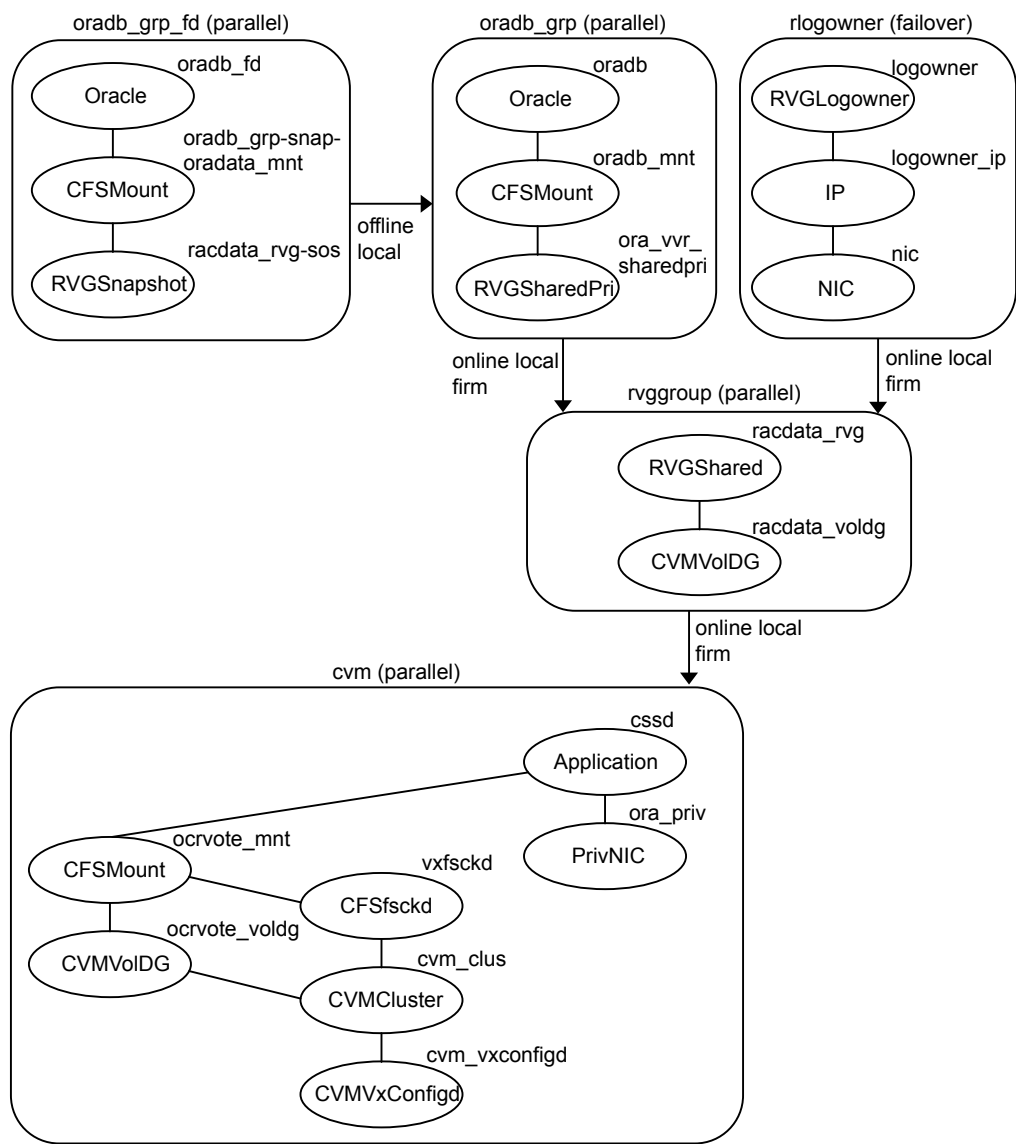 oradb_grp_fd (parallel)
oradb_fd
Oracle
oradb_grp-snap-
oradata_mnt
CFSMount
racdata_rvg-sos
RVGSnapshot
offline
local
oradb_grp (parallel)
oradb
Oracle
oradb_mnt
CFSMount
ora_vvr_
sharedpri
RVGSharedPri
rlogowner (failover)
logowner
RVGLogowner
logowner_ip
IP
nic
NIC
online local
firm
online local
firm
rvggroup (parallel)
racdata_rvg
RVGShared
racdata_voldg
CVMVolDG
online local
firm
cvm (parallel)
cssd
Application
ora_priv
PrivNIC
ocrvote_mnt
CFSMount
vxfsckd
CFSfsckd
ocrvote_voldg
CVMVolDG
cvm_clus
CVMCluster
cvm_vxconfigd
CVMVxConfigd